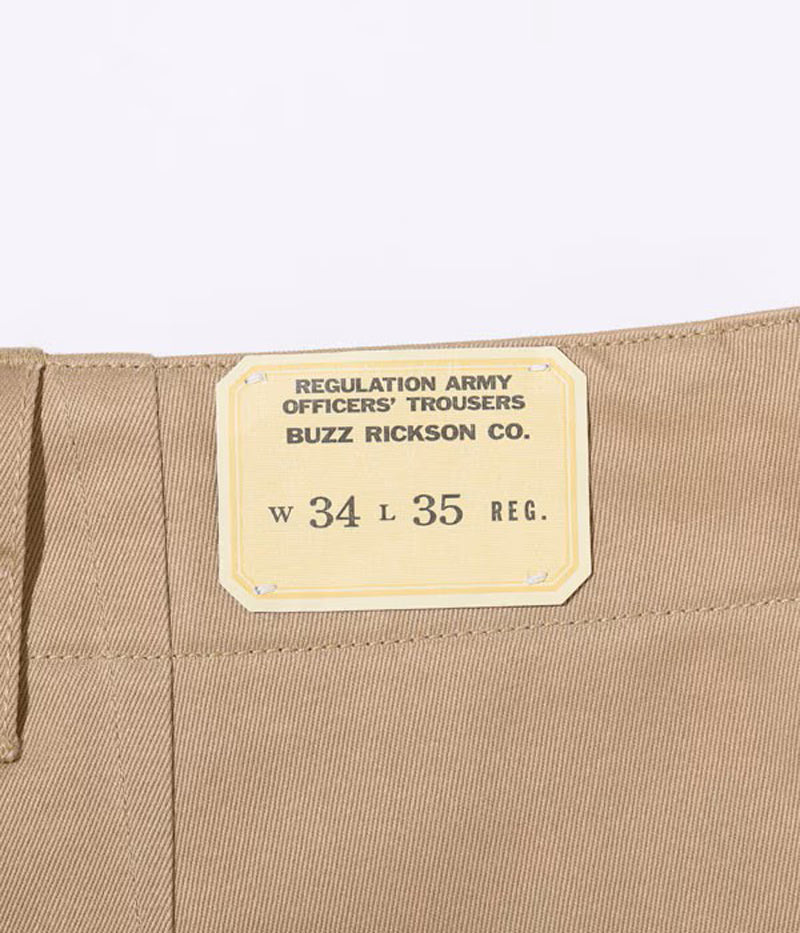 REGULATION ARMY
OFFICERS' TROUSERS
BUZZ RICKSON CO.
W 34 L 35 REG.